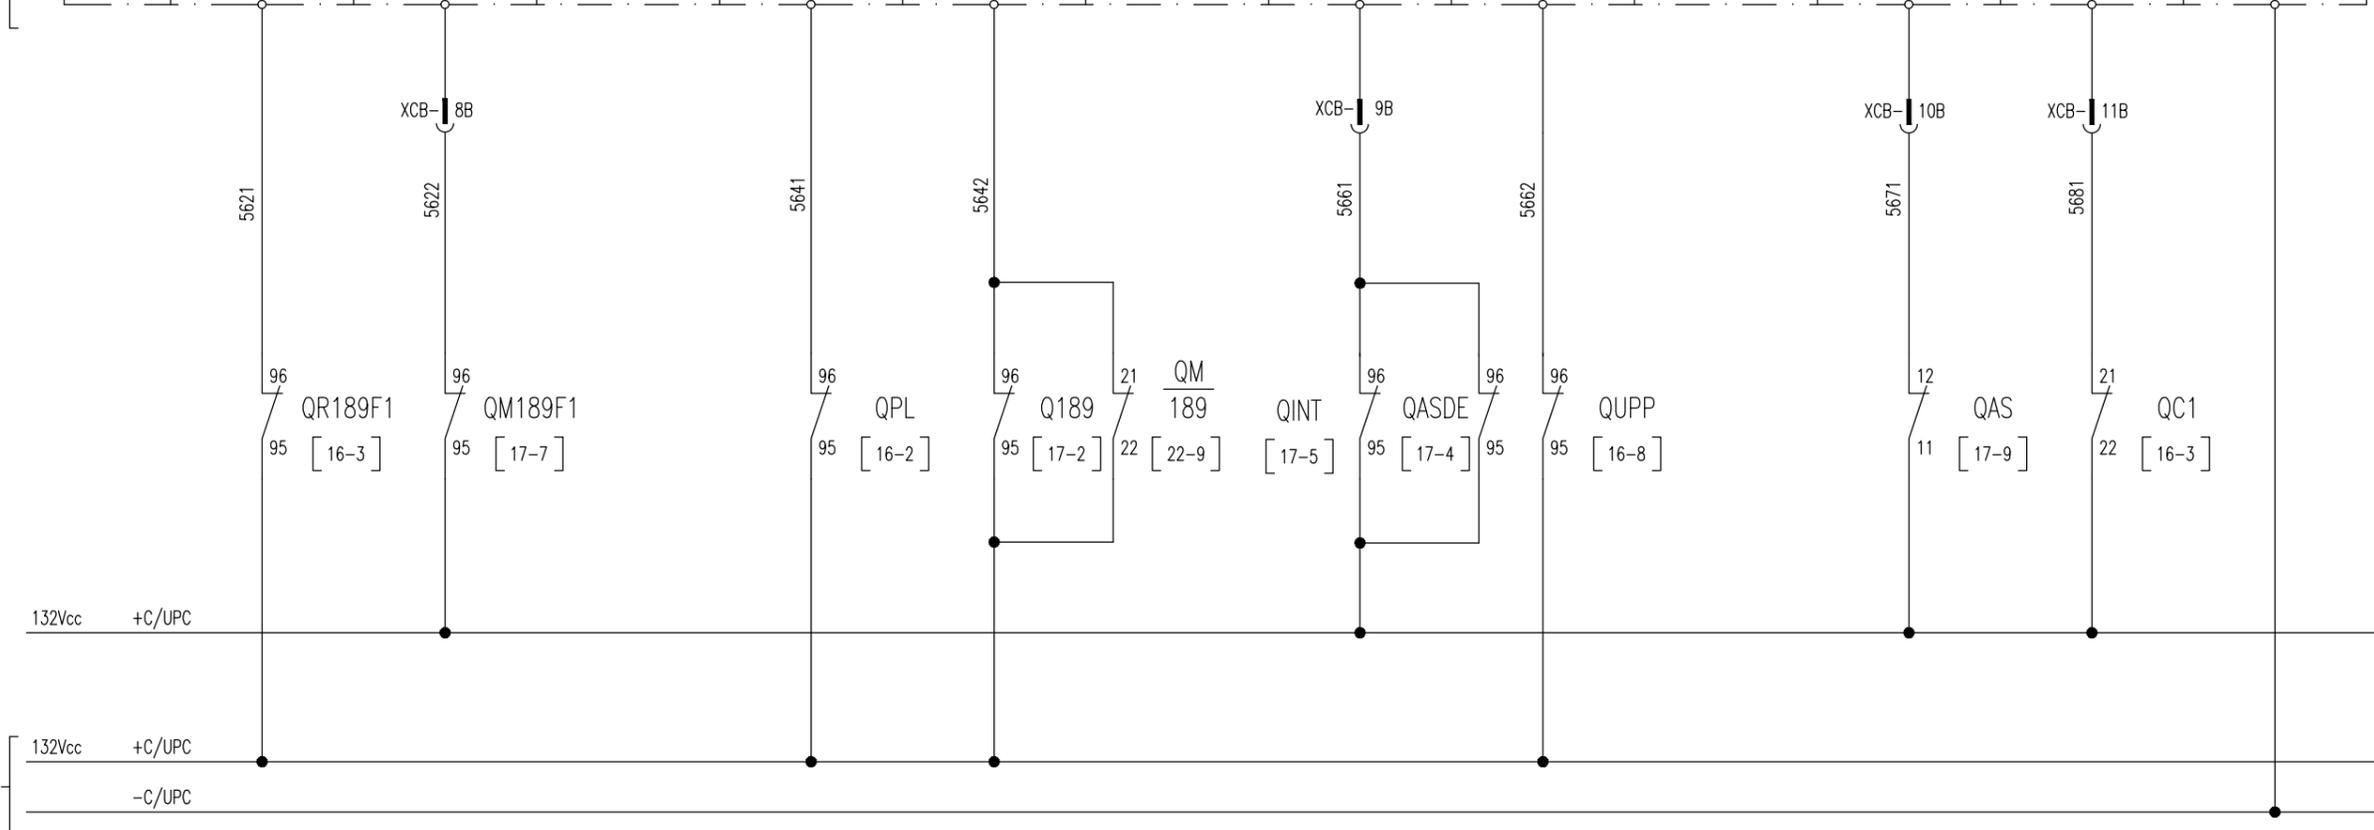 XCB- 8B
XCB- 9B
XCB- 10B
XCB- 11B
5621
5622
5641
5642
5661
5662
5671
5681
96
96
96
96
21
QM
96
96
96
12
21
QR189F1
QM189F1
QPL
Q189
189
QINT
QASDE
QUPP
QAS
QC1
95
[16-3]
95
[17-7]
95
[16-2]
95
[17-2]
22
[22-9]
[17-5]
95
[17-4]
95
95
[16-8]
11
[17-9]
22
[16-3]
132Vcc +C/UPC
132Vcc +C/UPC
-C/UPC